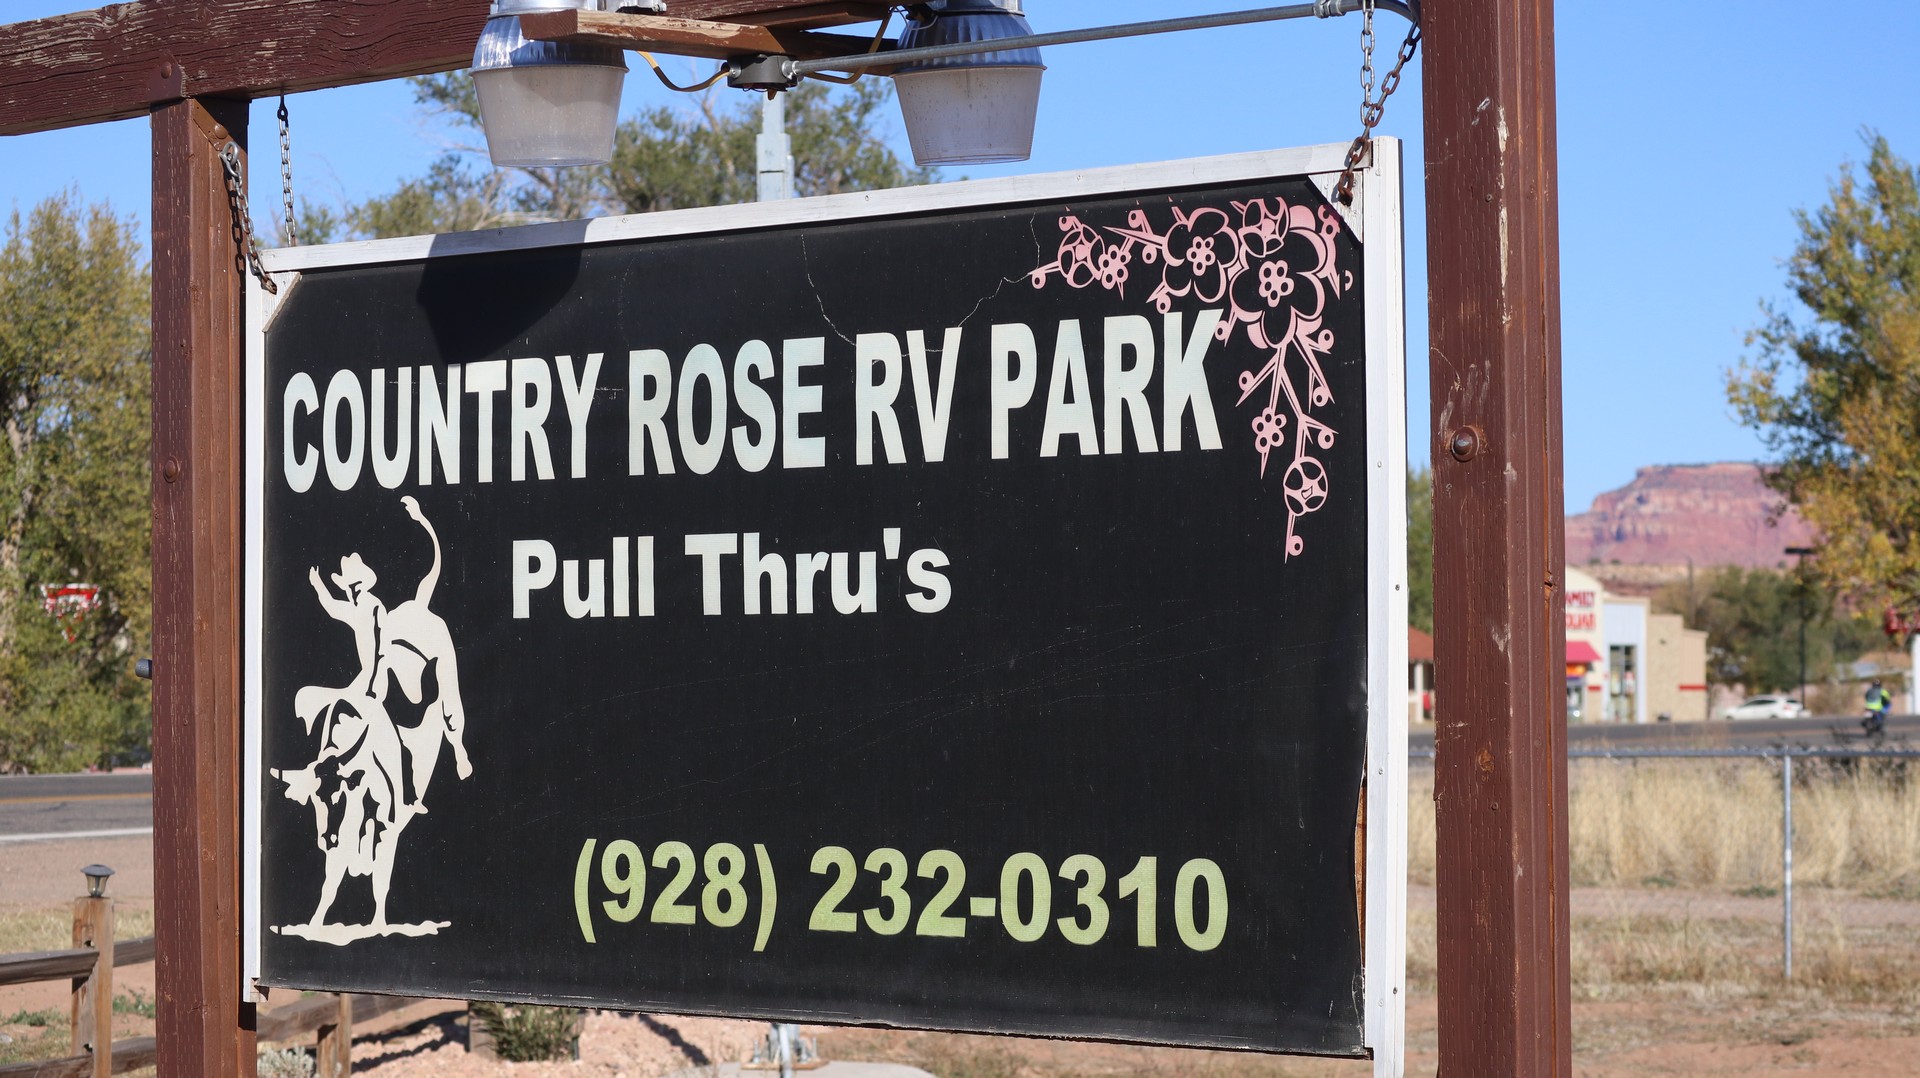 COUNTRY ROSE RV PARK
Pull Thru's
(928) 232-0310